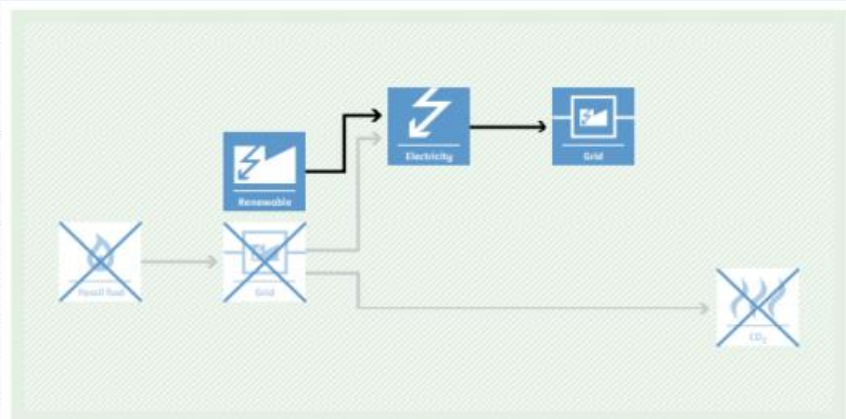 Electricity
Grid
Renewable
Fossil fuel
Grid
CO₂